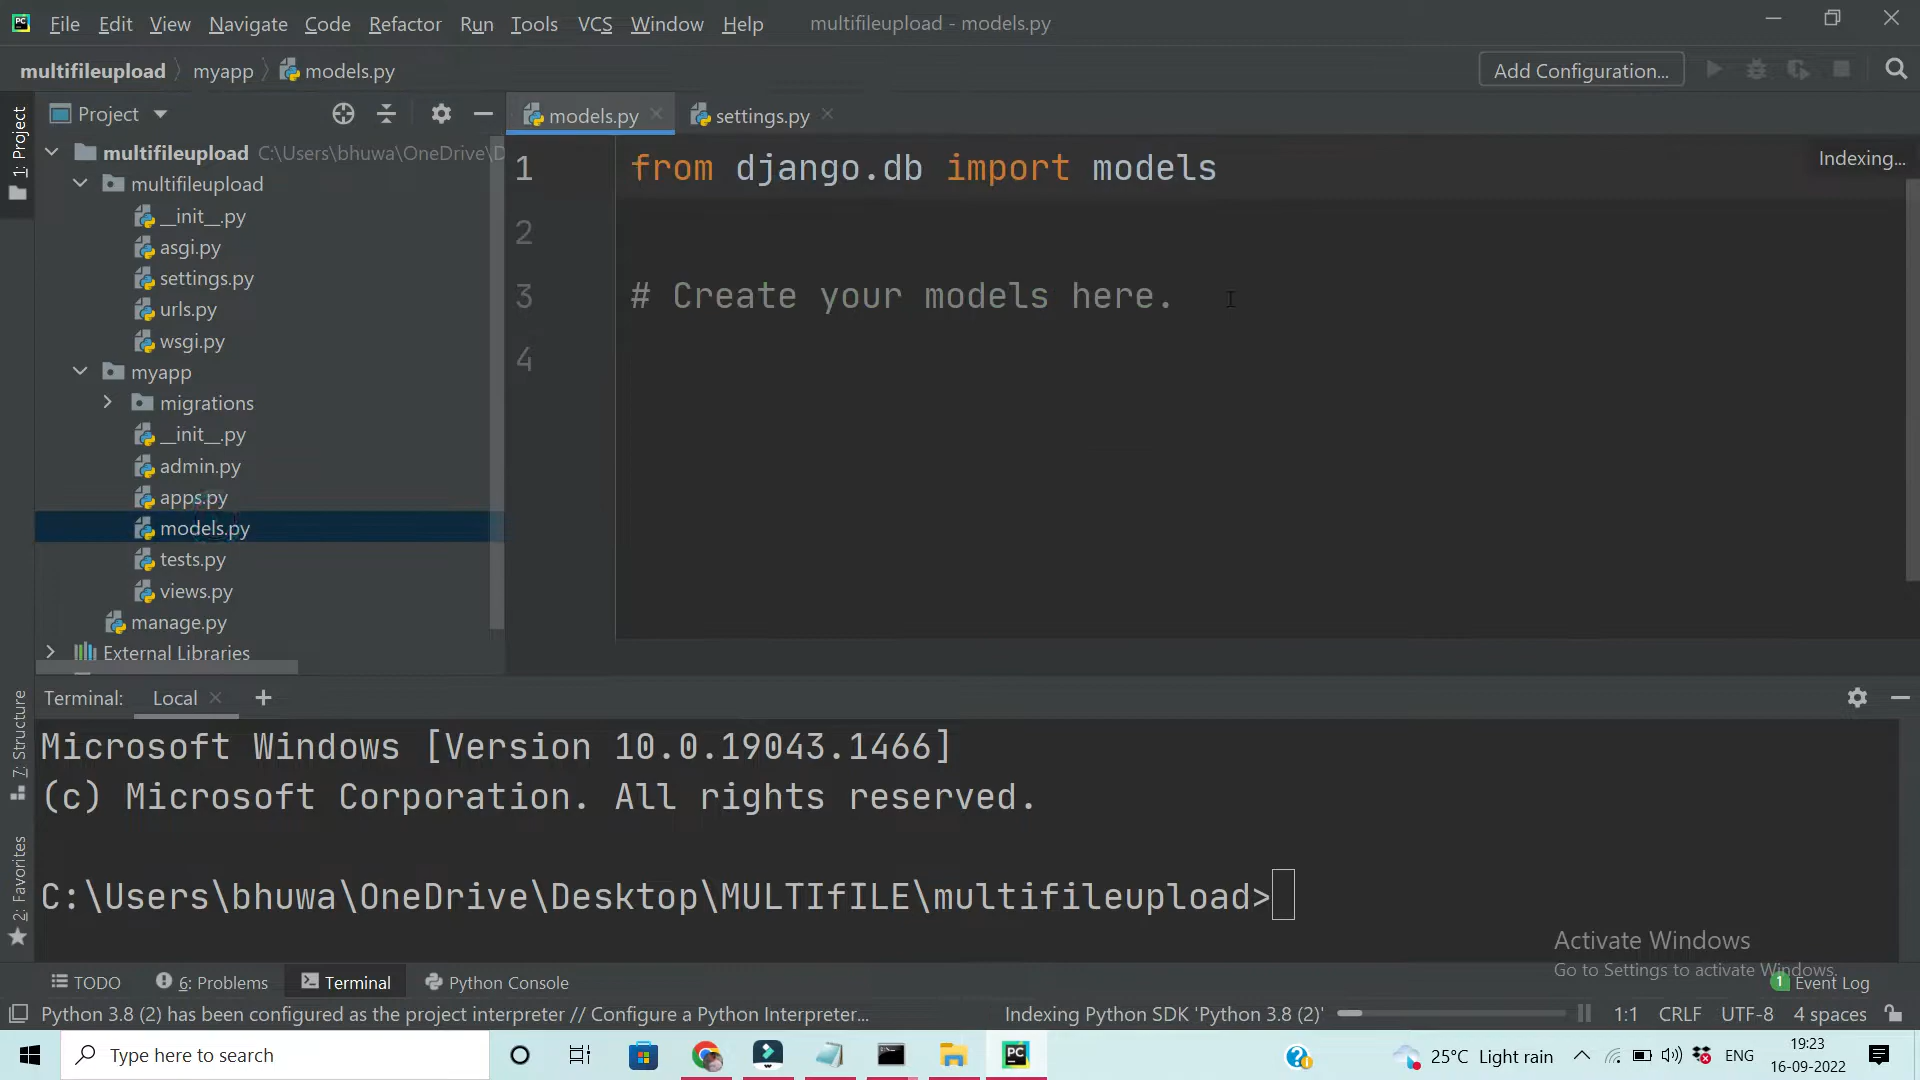 File Edit View Navigate Code Refactor Run Tools VCS Window Help multifileupload - models.py
multifileupload myapp models.py Add Configuration...
1: Project
Project
models.py
settings.py
multifileupload C:\Users\bhuwa\OneDrive\D
multifileupload
__init__.py
asgi.py
settings.py
urls.py
wsgi.py
myapp
migrations
__init__.py
admin.py
apps.py
models.py
tests.py
views.py
manage.py
External Libraries
1 from django.db import models
2
3 # Create your models here.
4
Indexing...
7: Structure
2: Favorites
Terminal: Local +
Microsoft Windows [Version 10.0.19043.1466]
(c) Microsoft Corporation. All rights reserved.
C:\Users\bhuwa\OneDrive\Desktop\MULTIfILE\multifileupload>
Activate Windows
Go to Settings to activate Windows.
TODO 6: Problems Terminal Python Console 1 Event Log
Python 3.8 (2) has been configured as the project interpreter // Configure a Python Interpreter... Indexing Python SDK 'Python 3.8 (2)' 1:1 CRLF UTF-8 4 spaces
Type here to search PC 25°C Light rain ENG 19:23
16-09-2022